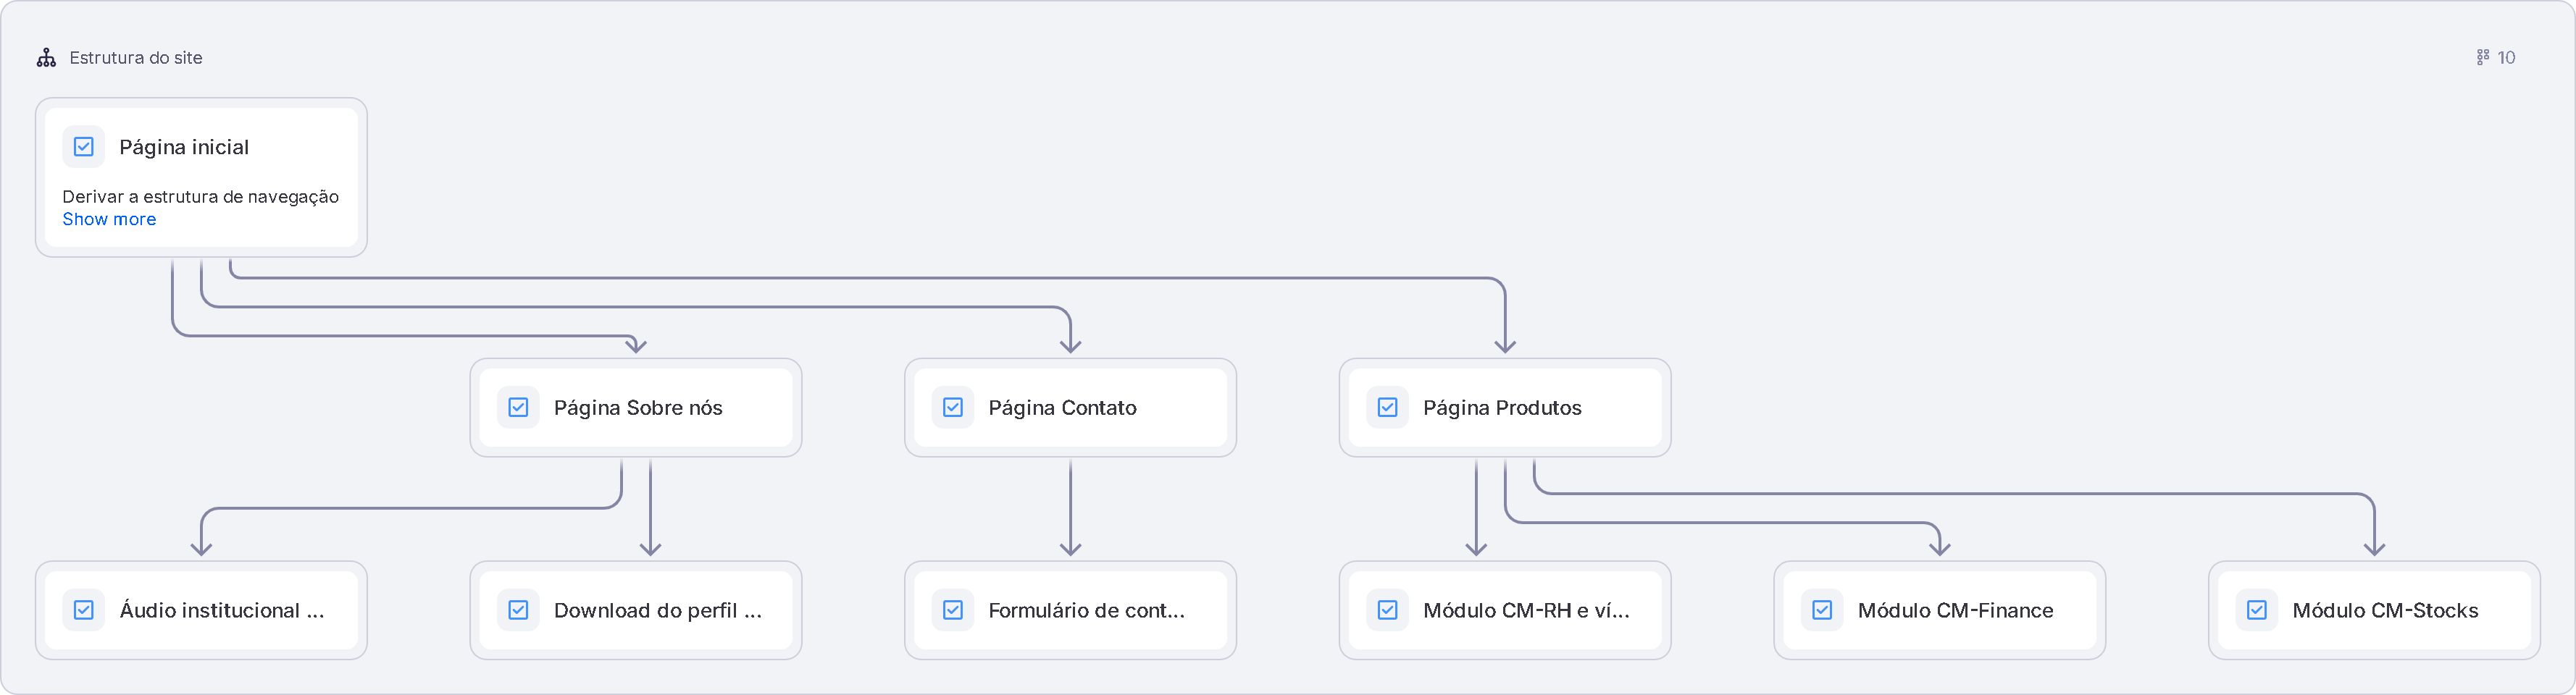 Estrutura do site
10
Página inicial
Derivar a estrutura de navegação
Show more
Página Sobre nós
Página Contato
Página Produtos
Áudio institucional ...
Download do perfil ...
Formulário de cont...
Módulo CM-RH e ví...
Módulo CM-Finance
Módulo CM-Stocks